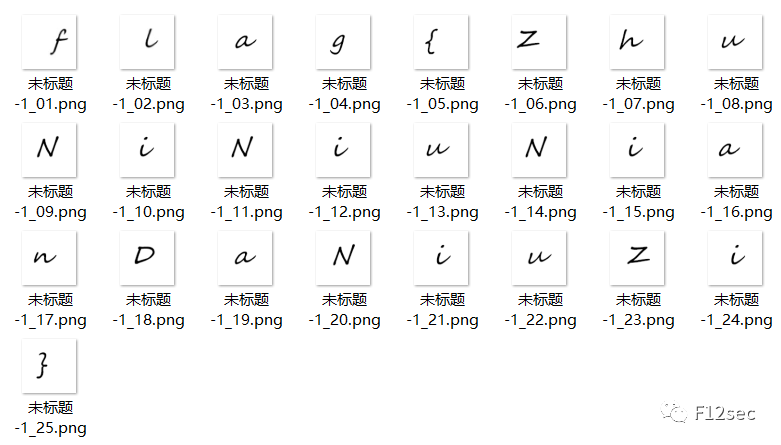 f l a g { Z h u
未标题-1_01.png 未标题-1_02.png 未标题-1_03.png 未标题-1_04.png 未标题-1_05.png 未标题-1_06.png 未标题-1_07.png 未标题-1_08.png
N i N i u N i a
未标题-1_09.png 未标题-1_10.png 未标题-1_11.png 未标题-1_12.png 未标题-1_13.png 未标题-1_14.png 未标题-1_15.png 未标题-1_16.png
n D a N i u Z i
未标题-1_17.png 未标题-1_18.png 未标题-1_19.png 未标题-1_20.png 未标题-1_21.png 未标题-1_22.png 未标题-1_23.png 未标题-1_24.png
}
未标题-1_25.png
F12sec